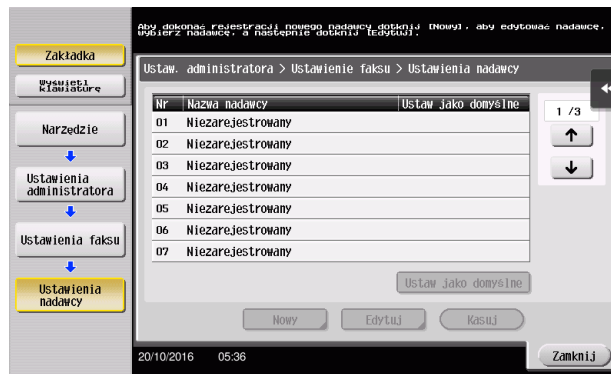 Aby dokonać rejestracji nowego nadawcy dotknij [Nowy]. aby edytować nadawcę,
wybierz nadawcę, a następnie dotknij [Edytuj].
Zakładka
Wyświetl
klawiaturę
Narzędzie
Ustawienia
administratora
Ustawienia faksu
Ustawienia
nadawcy
Ustaw. administratora > Ustawienie faksu > Ustawienia nadawcy
Nr Nazwa nadawcy Ustaw jako domyślne
01 Niezarejestrowany
02 Niezarejestrowany
03 Niezarejestrowany
04 Niezarejestrowany
05 Niezarejestrowany
06 Niezarejestrowany
07 Niezarejestrowany
1 /3
Ustaw jako domyślne
Nowy Edytuj Kasuj
20/10/2016 05:36
Zamknij